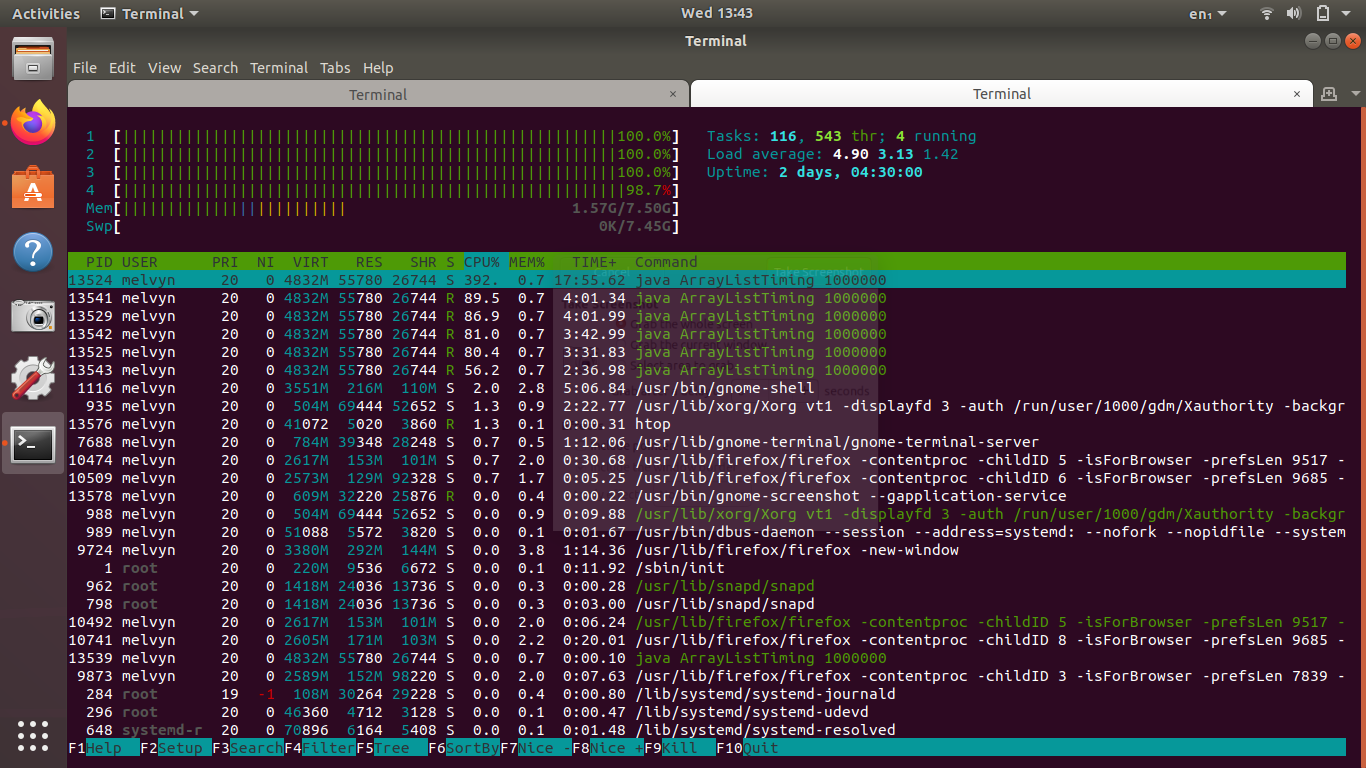 Activities Terminal Wed 13:43 en₁
Terminal
File Edit View Search Terminal Tabs Help
Terminal × Terminal ×
1 [||||||||||||||||||||||||||||||||||||||||||||||||||||||||100.0%] Tasks: 116, 543 thr; 4 running
2 [||||||||||||||||||||||||||||||||||||||||||||||||||||||||100.0%] Load average: 4.90 3.13 1.42
3 [||||||||||||||||||||||||||||||||||||||||||||||||||||||||100.0%] Uptime: 2 days, 04:30:00
4 [|||||||||||||||||||||||||||||||||||||||||||||||||||||||||98.7%]
Mem[||||||||||||||||||||||||| 1.57G/7.50G]
Swp[ 0K/7.45G]
PID USER PRI NI VIRT RES SHR S CPU% MEM% TIME+ Command
13524 melvyn 20 0 4832M 55780 26744 S 392. 0.7 17:55.62 java ArrayListTiming 1000000
13541 melvyn 20 0 4832M 55780 26744 R 89.5 0.7 4:01.34 java ArrayListTiming 1000000
13529 melvyn 20 0 4832M 55780 26744 R 86.9 0.7 4:01.99 java ArrayListTiming 1000000
13542 melvyn 20 0 4832M 55780 26744 R 81.0 0.7 3:42.99 java ArrayListTiming 1000000
13525 melvyn 20 0 4832M 55780 26744 R 80.4 0.7 3:31.83 java ArrayListTiming 1000000
13543 melvyn 20 0 4832M 55780 26744 R 56.2 0.7 2:36.98 java ArrayListTiming 1000000
1116 melvyn 20 0 3551M 216M 110M S 2.0 2.8 5:06.84 /usr/bin/gnome-shell
935 melvyn 20 0 504M 69444 52652 S 1.3 0.9 2:22.77 /usr/lib/xorg/Xorg vt1 -displayfd 3 -auth /run/user/1000/gdm/Xauthority -backgr
13576 melvyn 20 0 41072 5020 3860 R 1.3 0.1 0:00.31 htop
7688 melvyn 20 0 784M 39348 28248 S 0.7 0.5 1:12.06 /usr/lib/gnome-terminal/gnome-terminal-server
10474 melvyn 20 0 2617M 153M 101M S 0.7 2.0 0:30.68 /usr/lib/firefox/firefox -contentproc -childID 5 -isForBrowser -prefsLen 9517 -
10509 melvyn 20 0 2573M 129M 92328 S 0.7 1.7 0:05.25 /usr/lib/firefox/firefox -contentproc -childID 6 -isForBrowser -prefsLen 9685 -
13578 melvyn 20 0 609M 32220 25876 R 0.0 0.4 0:00.22 /usr/bin/gnome-screenshot --gapplication-service
988 melvyn 20 0 504M 69444 52652 S 0.0 0.9 0:09.88 /usr/lib/xorg/Xorg vt1 -displayfd 3 -auth /run/user/1000/gdm/Xauthority -backgr
989 melvyn 20 0 51088 5572 3820 S 0.0 0.1 0:01.67 /usr/bin/dbus-daemon --session --address=systemd: --nofork --nopidfile --system
9724 melvyn 20 0 3380M 292M 144M S 0.0 3.8 1:14.36 /usr/lib/firefox/firefox -new-window
1 root 20 0 220M 9536 6672 S 0.0 0.1 0:11.92 /sbin/init
962 root 20 0 1418M 24036 13736 S 0.0 0.3 0:00.28 /usr/lib/snapd/snapd
798 root 20 0 1418M 24036 13736 S 0.0 0.3 0:03.00 /usr/lib/snapd/snapd
10492 melvyn 20 0 2617M 153M 101M S 0.0 2.0 0:06.24 /usr/lib/firefox/firefox -contentproc -childID 5 -isForBrowser -prefsLen 9517 -
10741 melvyn 20 0 2605M 171M 103M S 0.0 2.2 0:20.01 /usr/lib/firefox/firefox -contentproc -childID 8 -isForBrowser -prefsLen 9685 -
13539 melvyn 20 0 4832M 55780 26744 S 0.0 0.7 0:00.10 java ArrayListTiming 1000000
9873 melvyn 20 0 2589M 152M 98220 S 0.0 2.0 0:07.63 /usr/lib/firefox/firefox -contentproc -childID 3 -isForBrowser -prefsLen 7839 -
284 root 19 -1 108M 30264 29228 S 0.0 0.4 0:00.80 /lib/systemd/systemd-journald
296 root 20 0 46360 4712 3128 S 0.0 0.1 0:00.47 /lib/systemd/systemd-udevd
648 systemd-r 20 0 70896 6164 5408 S 0.0 0.1 0:01.48 /lib/systemd/systemd-resolved
F1Help F2Setup F3SearchF4FilterF5Tree F6SortByF7Nice -F8Nice +F9Kill F10Quit